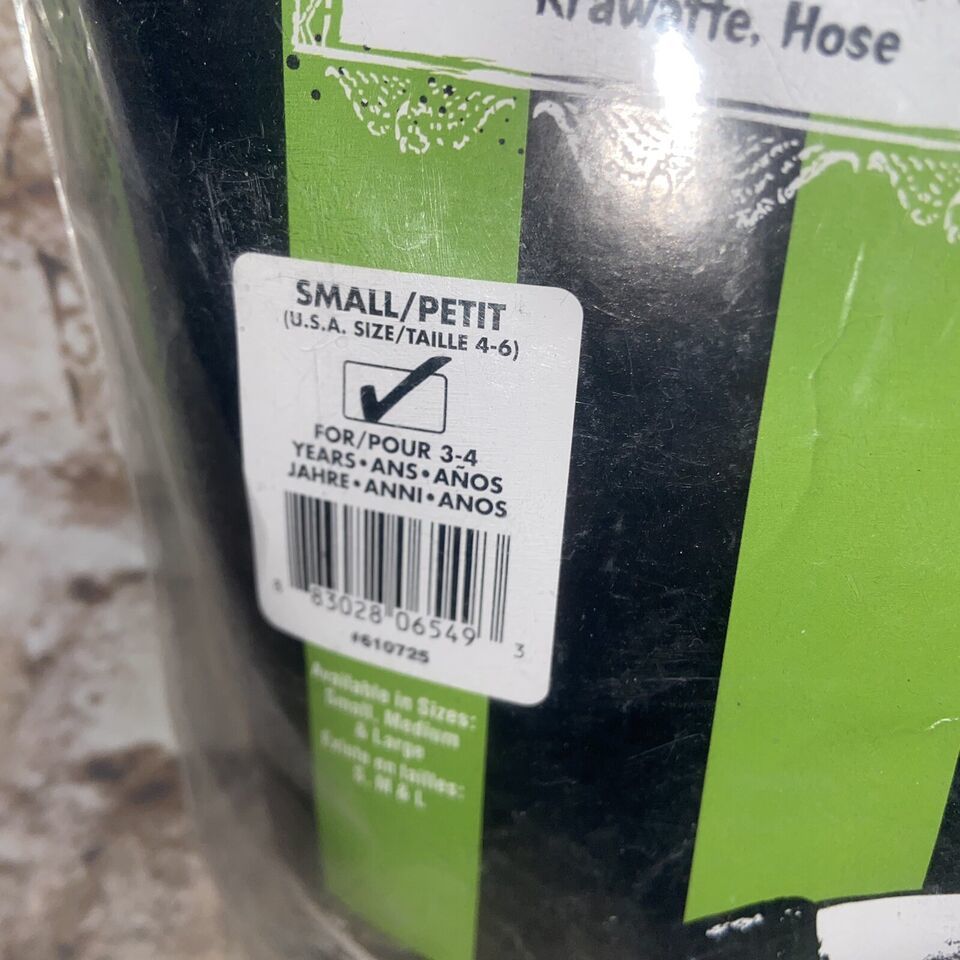 Krawatte, Hose
SMALL/PETIT
(U.S.A. SIZE/TAILLE 4-6)
FOR/POUR 3-4
YEARS•ANS•AÑOS
JAHRE•ANNI•ANOS
83028 06549 3
#610725
Available in Sizes:
Small, Medium
& Large
Existe en tailles:
S, M & L